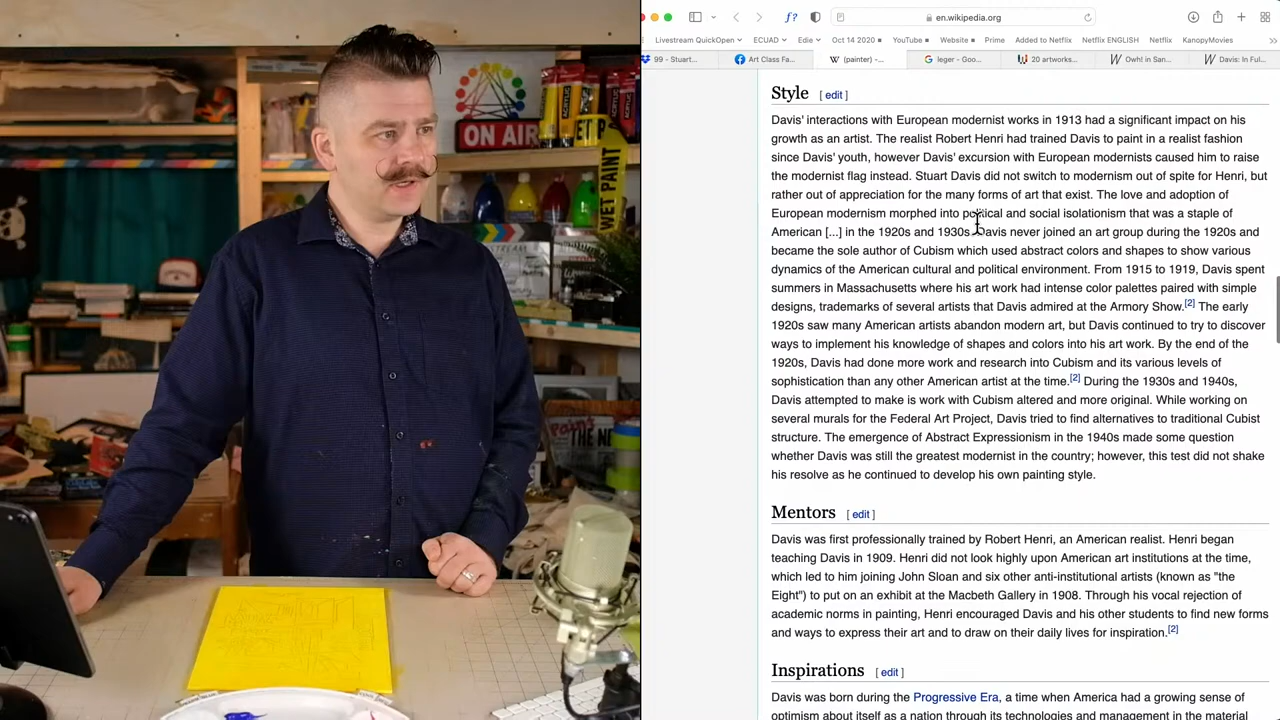 en.wikipedia.org
Livestream QuickOpen ECUAD Edie Oct 14 2020 YouTube Website Prime Added to Netflix Netflix ENGLISH Netflix KanopyMovies
99 - Stuart... Art Class Fa... (painter) -... leger - Goo... 20 artworks... Owh! in San... Davis: In Ful...
Style [ edit ]
Davis' interactions with European modernist works in 1913 had a significant impact on his
growth as an artist. The realist Robert Henri had trained Davis to paint in a realist fashion
since Davis' youth, however Davis' excursion with European modernists caused him to raise
the modernist flag instead. Stuart Davis did not switch to modernism out of spite for Henri, but
rather out of appreciation for the many forms of art that exist. The love and adoption of
European modernism morphed into political and social isolationism that was a staple of
American [...] in the 1920s and 1930s. Davis never joined an art group during the 1920s and
became the sole author of Cubism which used abstract colors and shapes to show various
dynamics of the American cultural and political environment. From 1915 to 1919, Davis spent
summers in Massachusetts where his art work had intense color palettes paired with simple
designs, trademarks of several artists that Davis admired at the Armory Show.[2] The early
1920s saw many American artists abandon modern art, but Davis continued to try to discover
ways to implement his knowledge of shapes and colors into his art work. By the end of the
1920s, Davis had done more work and research into Cubism and its various levels of
sophistication than any other American artist at the time.[2] During the 1930s and 1940s,
Davis attempted to make is work with Cubism altered and more original. While working on
several murals for the Federal Art Project, Davis tried to find alternatives to traditional Cubist
structure. The emergence of Abstract Expressionism in the 1940s made some question
whether Davis was still the greatest modernist in the country; however, this test did not shake
his resolve as he continued to develop his own painting style.
Mentors [ edit ]
Davis was first professionally trained by Robert Henri, an American realist. Henri began
teaching Davis in 1909. Henri did not look highly upon American art institutions at the time,
which led to him joining John Sloan and six other anti-institutional artists (known as "the
Eight") to put on an exhibit at the Macbeth Gallery in 1908. Through his vocal rejection of
academic norms in painting, Henri encouraged Davis and his other students to find new forms
and ways to express their art and to draw on their daily lives for inspiration.[2]
Inspirations [ edit ]
Davis was born during the Progressive Era, a time when America had a growing sense of
optimism about itself as a nation through its technologies and management in the material
ON AIR
WET PAINT
ACRYLIC